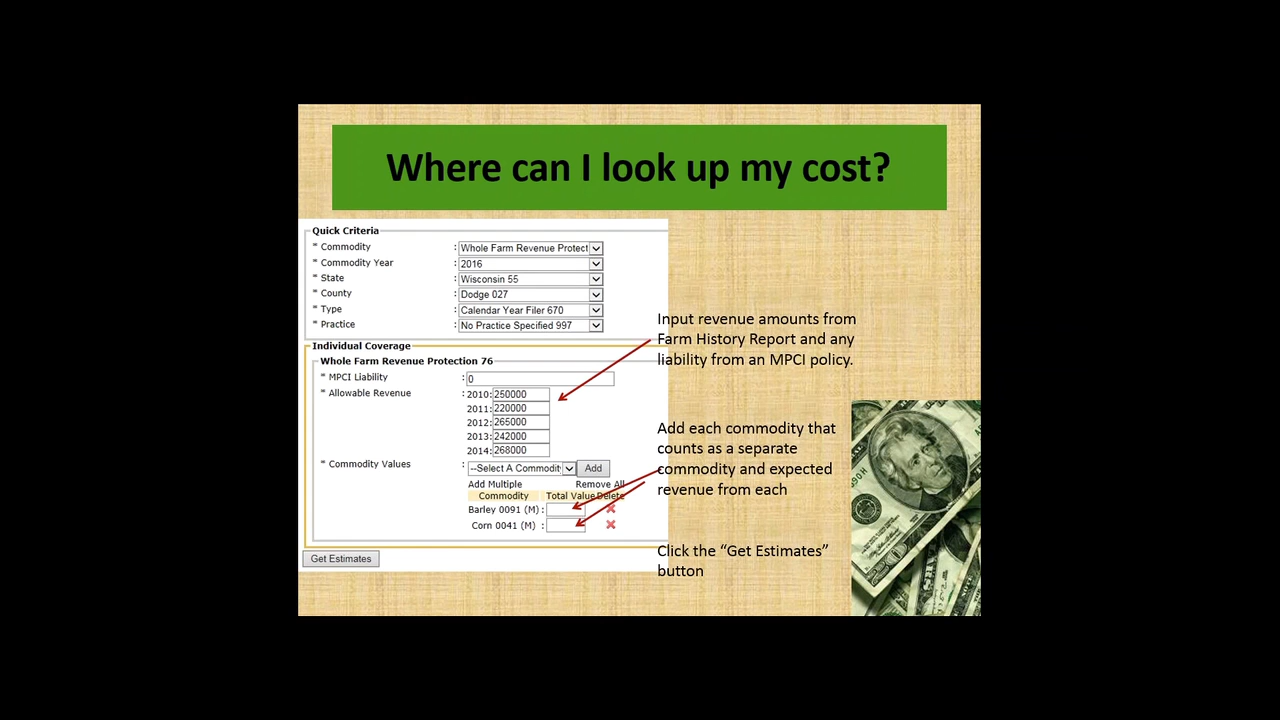 Where can I look up my cost?
Quick Criteria
* Commodity : Whole Farm Revenue Protect
* Commodity Year : 2016
* State : Wisconsin 55
* County : Dodge 027
* Type : Calendar Year Filer 670
* Practice : No Practice Specified 997
Individual Coverage
Whole Farm Revenue Protection 76
* MPCI Liability : 0
* Allowable Revenue : 2010: 250000
2011: 220000
2012: 265000
2013: 242000
2014: 268000
* Commodity Values : --Select A Commodit Add
Add Multiple Remove All
Commodity Total Value Delete
Barley 0091 (M) :
Corn 0041 (M) :
Get Estimates
Input revenue amounts from
Farm History Report and any
liability from an MPCI policy.
Add each commodity that
counts as a separate
commodity and expected
revenue from each
Click the “Get Estimates”
button